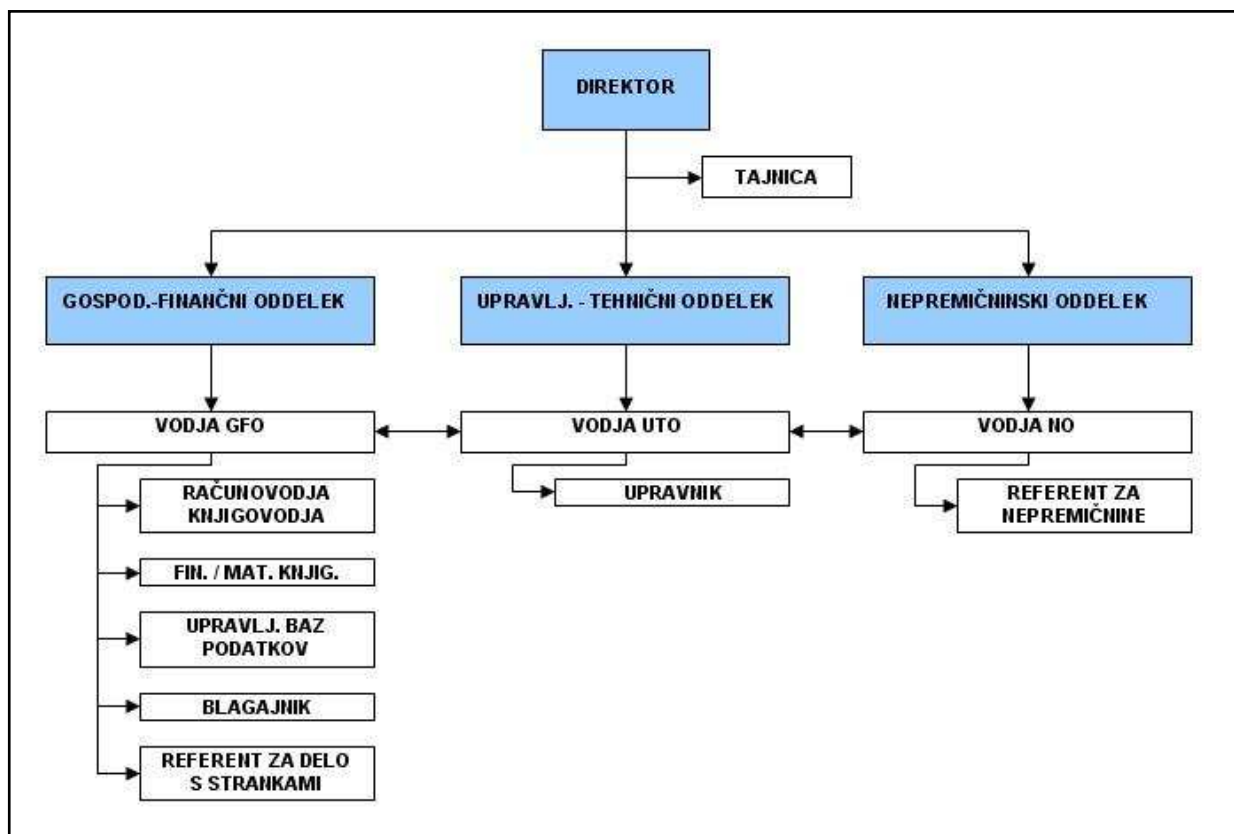 DIREKTOR
TAJNICA
GOSPOD.-FINANČNI ODDELEK
UPRAVLJ. - TEHNIČNI ODDELEK
NEPREMIČNINSKI ODDELEK
VODJA GFO
VODJA UTO
VODJA NO
RAČUNOVODJA
KNJIGOVODJA
FIN. / MAT. KNJIG.
UPRAVLJ. BAZ
PODATKOV
BLAGAJNIK
REFERENT ZA DELO
S STRANKAMI
UPRAVNIK
REFERENT ZA
NEPREMIČNINE